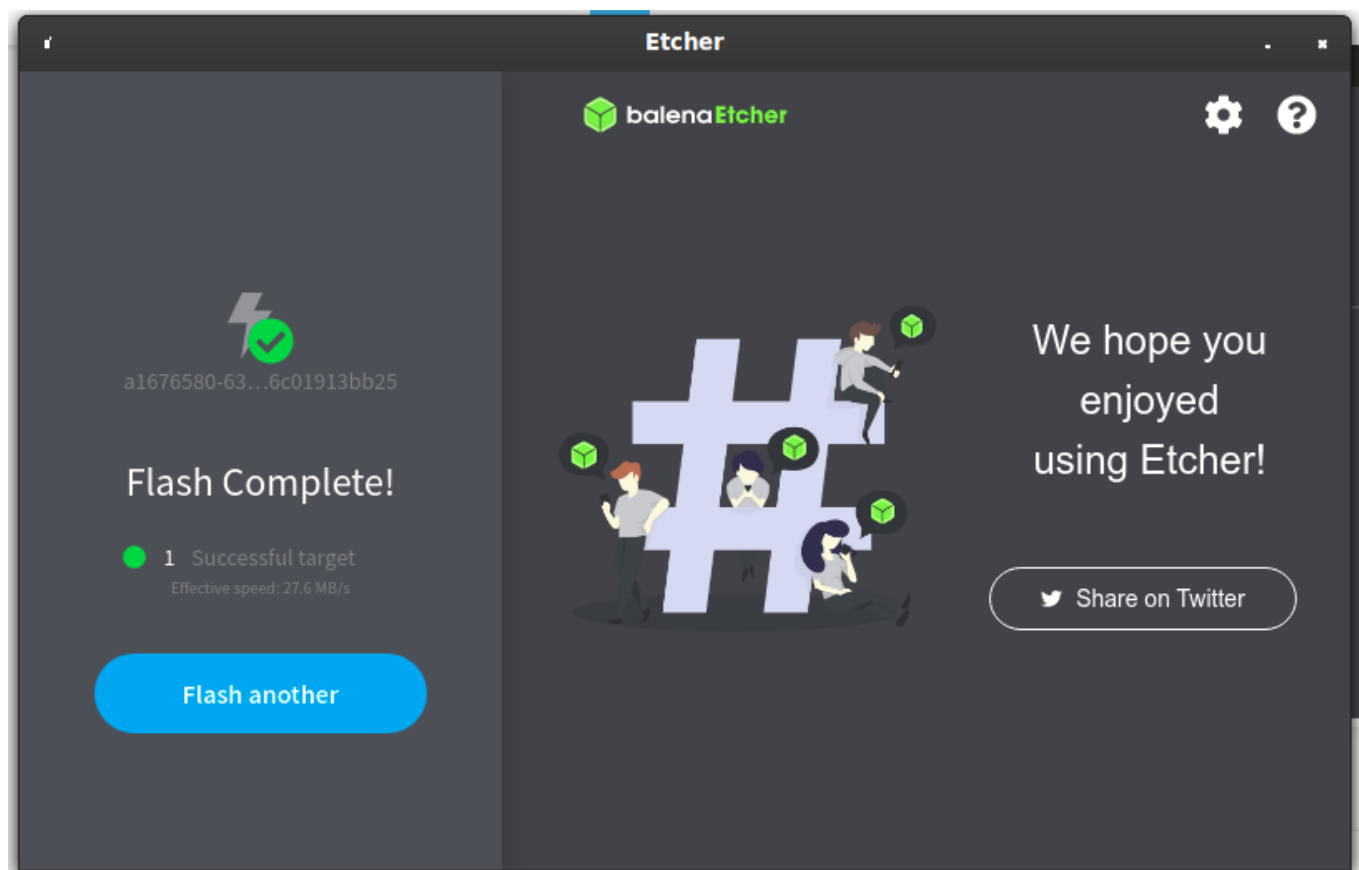 Etcher
balenaEtcher
a1676580-63...6c01913bb25
Flash Complete!
1 Successful target
Effective speed: 27.6 MB/s
Flash another
We hope you
enjoyed
using Etcher!
Share on Twitter